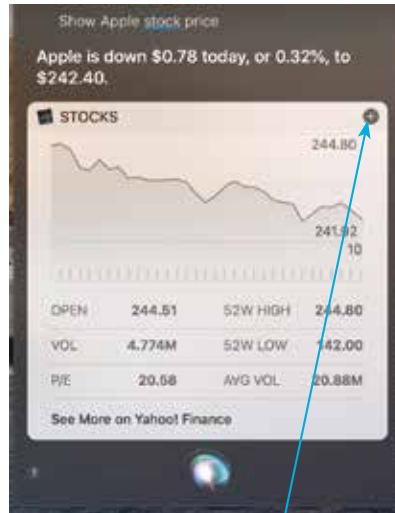 Show Apple stock price
Apple is down $0.78 today, or 0.32%, to
$242.40.
STOCKS
244.80
241.92
10
OPEN 244.51 52W HIGH 244.80
VOL 4.774M 52W LOW 142.00
P/E 20.58 AVG VOL 20.88M
See More on Yahoo! Finance
?